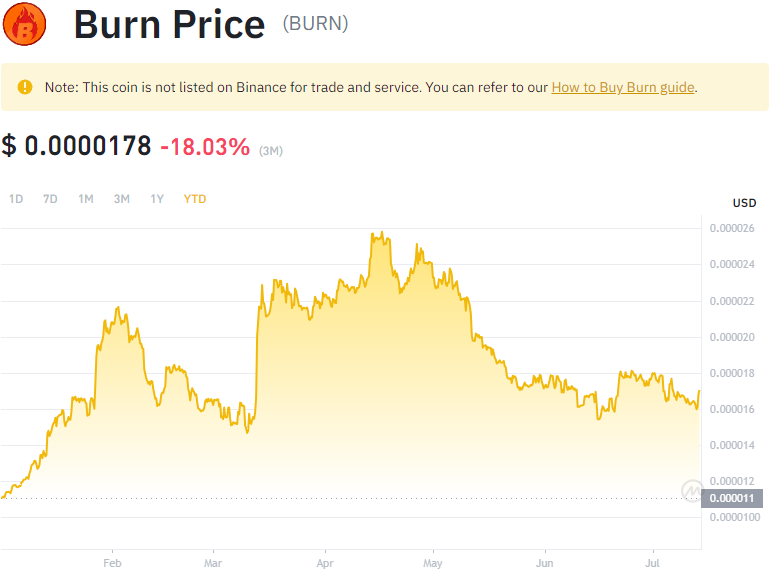 Burn Price (BURN)
Note: This coin is not listed on Binance for trade and service. You can refer to our How to Buy Burn guide.
$ 0.0000178 -18.03% (3M)
1D 7D 1M 3M 1Y YTD
USD
0.000026
0.000024
0.000022
0.000020
0.000018
0.000016
0.000014
0.000012
0.000011
0.0000100
Feb Mar Apr May Jun Jul